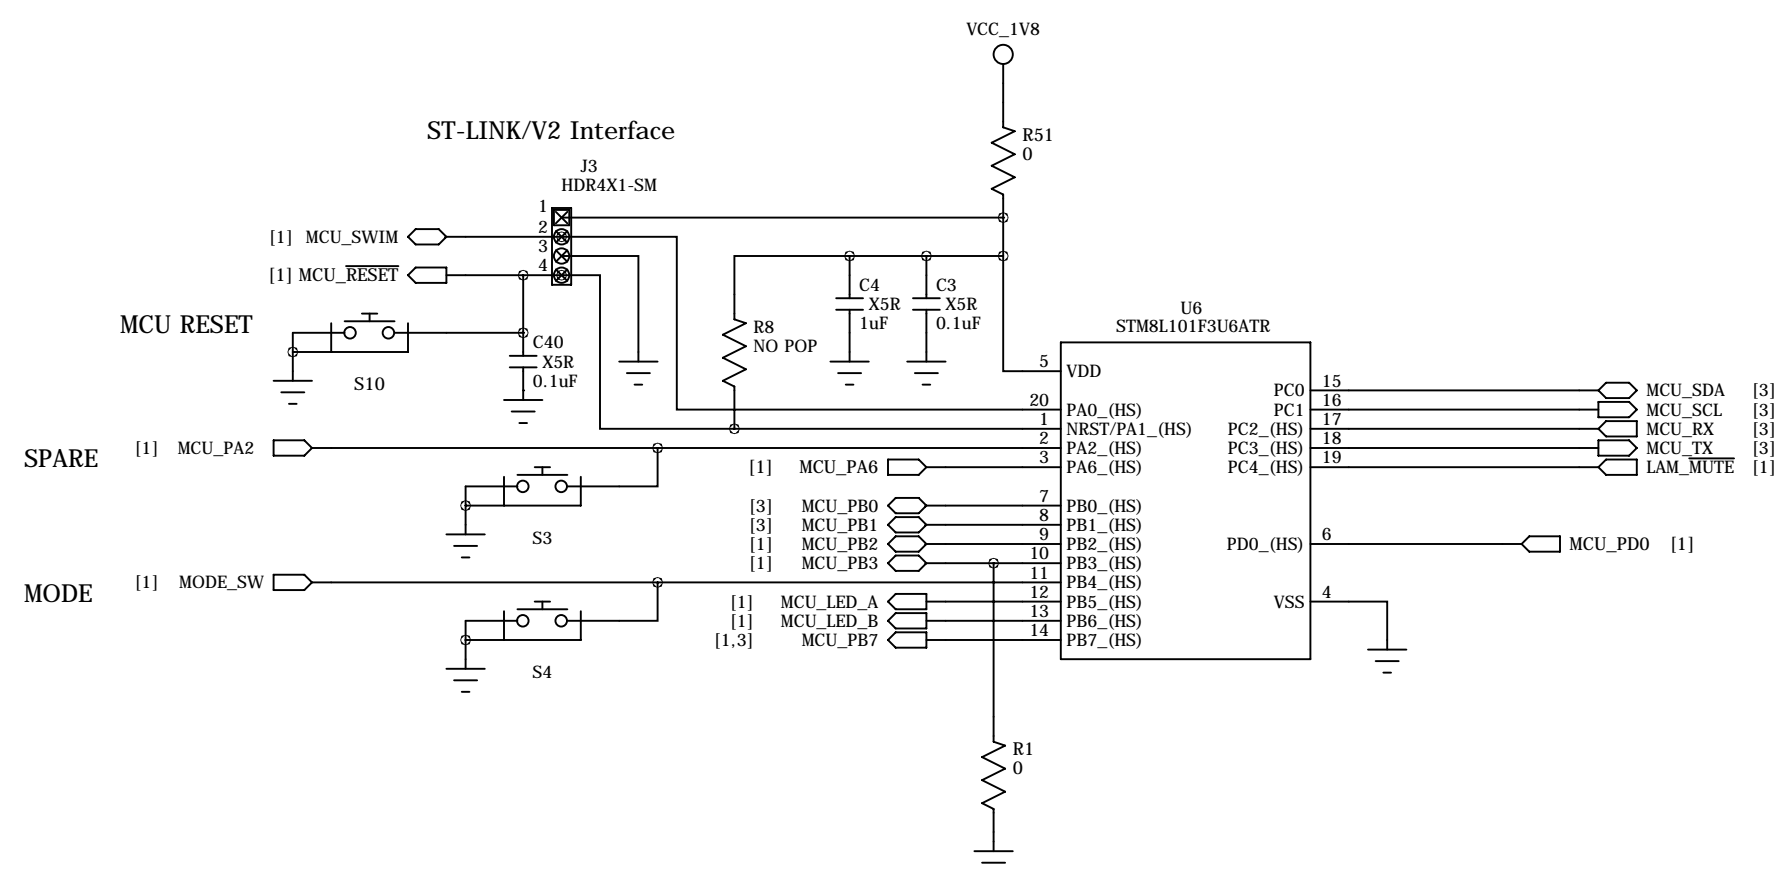 VCC_1V8
R51
0
ST-LINK/V2 Interface
J3
HDR4X1-SM
1
2
3
4
[1] MCU_SWIM
[1] MCU_RESET
MCU RESET
S10
C40
X5R
0.1uF
R8
NO POP
C4
X5R
1uF
C3
X5R
0.1uF
U6
STM8L101F3U6ATR
5 VDD
20 PA0_(HS)
1 NRST/PA1_(HS)
2 PA2_(HS)
3 PA6_(HS)
7 PB0_(HS)
8 PB1_(HS)
9 PB2_(HS)
10 PB3_(HS)
11 PB4_(HS)
12 PB5_(HS)
13 PB6_(HS)
14 PB7_(HS)
PC0 15 MCU_SDA [3]
PC1 16 MCU_SCL [3]
PC2_(HS) 17 MCU_RX [3]
PC3_(HS) 18 MCU_TX [3]
PC4_(HS) 19 LAM_MUTE [1]
PD0_(HS) 6 MCU_PD0 [1]
VSS 4
SPARE [1] MCU_PA2
[1] MCU_PA6
S3
[3] MCU_PB0
[3] MCU_PB1
[1] MCU_PB2
[1] MCU_PB3
MODE [1] MODE_SW
[1] MCU_LED_A
[1] MCU_LED_B
[1,3] MCU_PB7
S4
R1
0